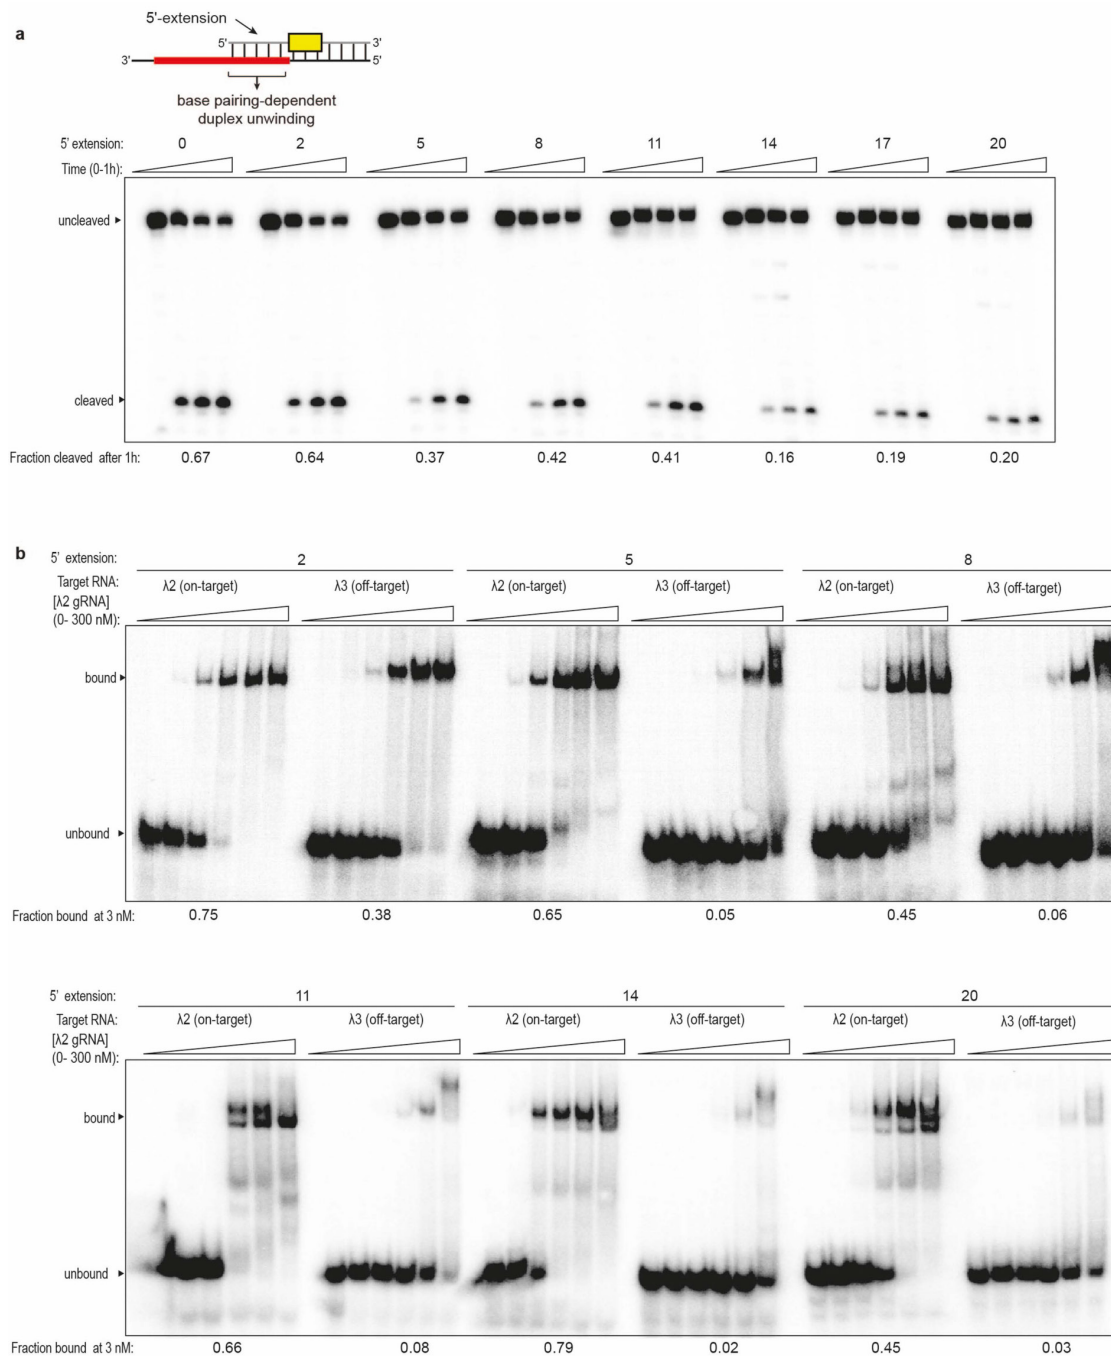 a
5'-extension
5' 3'
3' 5'
base pairing-dependent
duplex unwinding
5' extension: 0 2 5 8 11 14 17 20
Time (0-1h):
uncleaved
cleaved
Fraction cleaved after 1h: 0.67 0.64 0.37 0.42 0.41 0.16 0.19 0.20
b
5' extension: 2 5 8
Target RNA: λ2 (on-target) λ3 (off-target) λ2 (on-target) λ3 (off-target) λ2 (on-target) λ3 (off-target)
[λ2 gRNA]
(0- 300 nM):
bound
unbound
Fraction bound at 3 nM: 0.75 0.38 0.65 0.05 0.45 0.06
5' extension: 11 14 20
Target RNA: λ2 (on-target) λ3 (off-target) λ2 (on-target) λ3 (off-target) λ2 (on-target) λ3 (off-target)
[λ2 gRNA]
(0- 300 nM):
bound
unbound
Fraction bound at 3 nM: 0.66 0.08 0.79 0.02 0.45 0.03